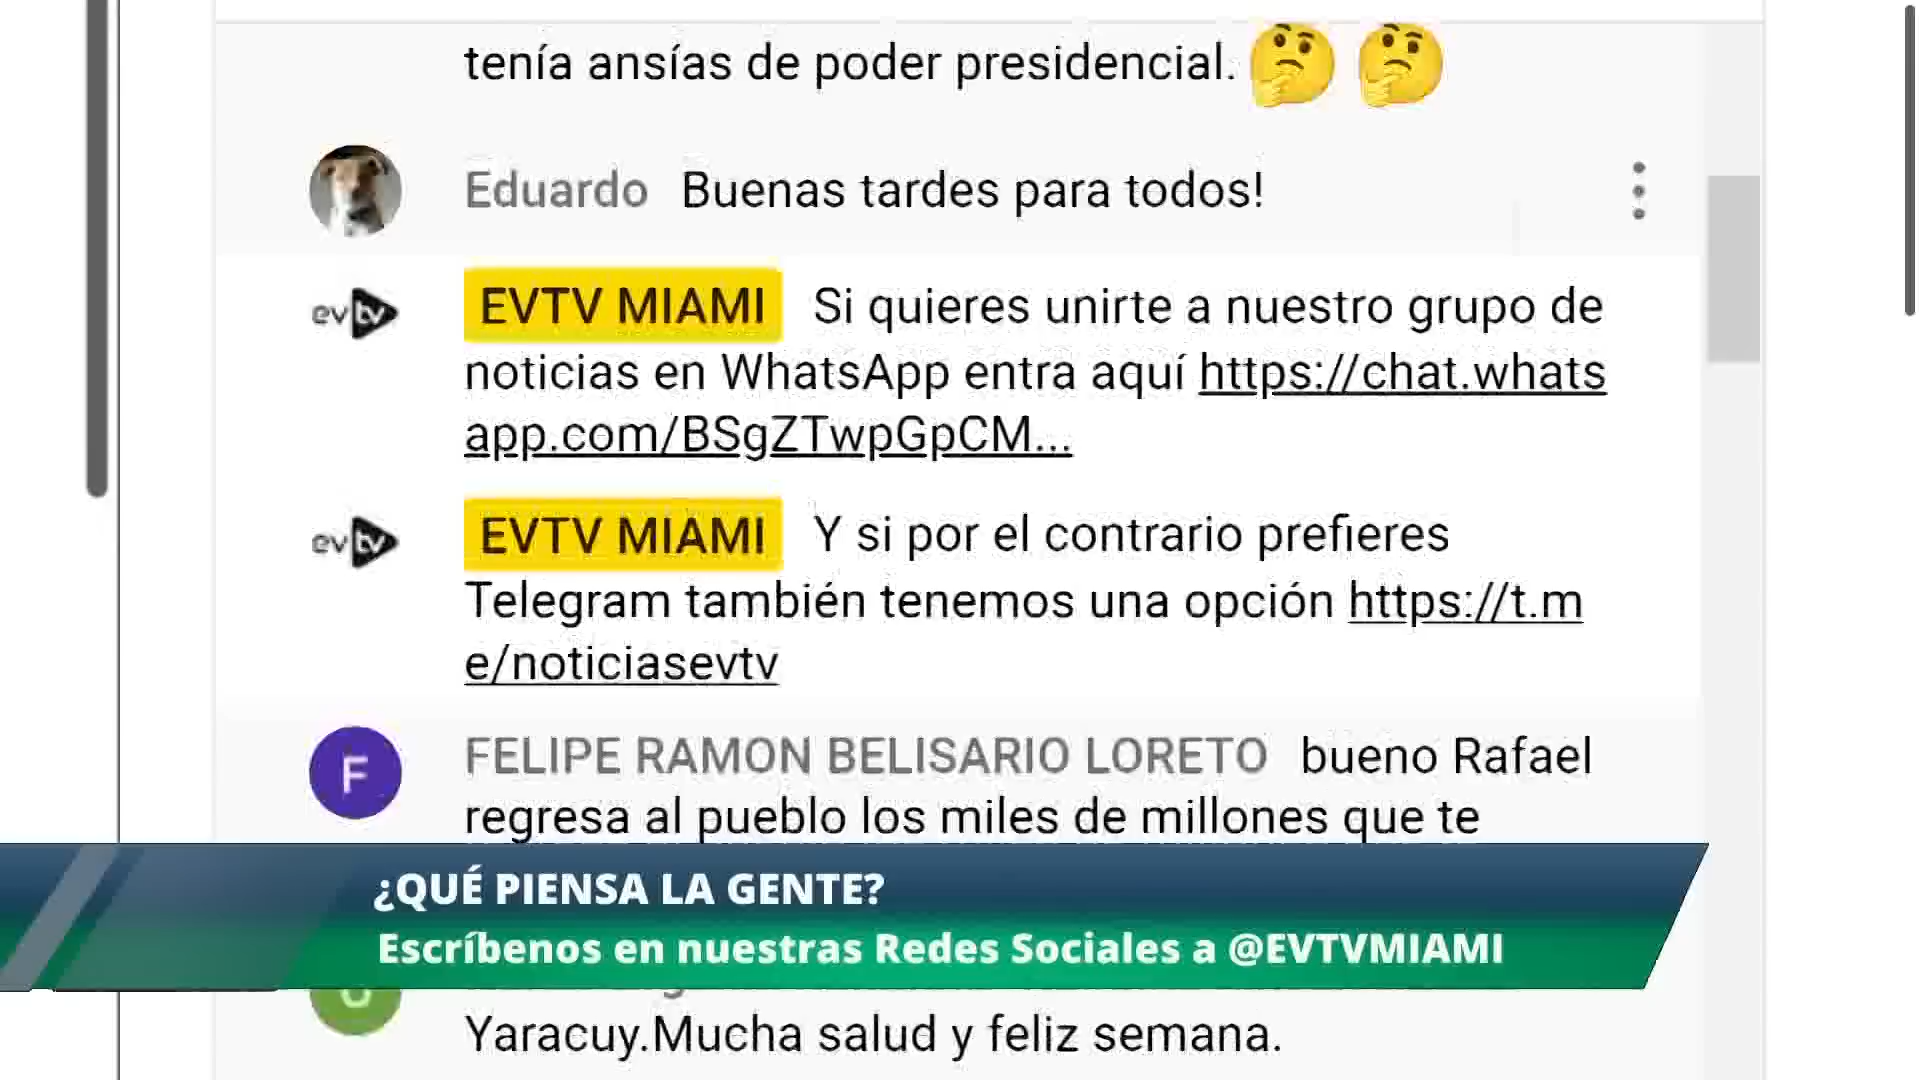 tenía ansías de poder presidencial.
Eduardo Buenas tardes para todos!
evtv EVTV MIAMI Si quieres unirte a nuestro grupo de
noticias en WhatsApp entra aquí https://chat.whats
app.com/BSgZTwpGpCM...
evtv EVTV MIAMI Y si por el contrario prefieres
Telegram también tenemos una opción https://t.m
e/noticiasevtv
F FELIPE RAMON BELISARIO LORETO bueno Rafael
regresa al pueblo los miles de millones que te
¿QUÉ PIENSA LA GENTE?
Escríbenos en nuestras Redes Sociales a @EVTVMIAMI
Yaracuy.Mucha salud y feliz semana.